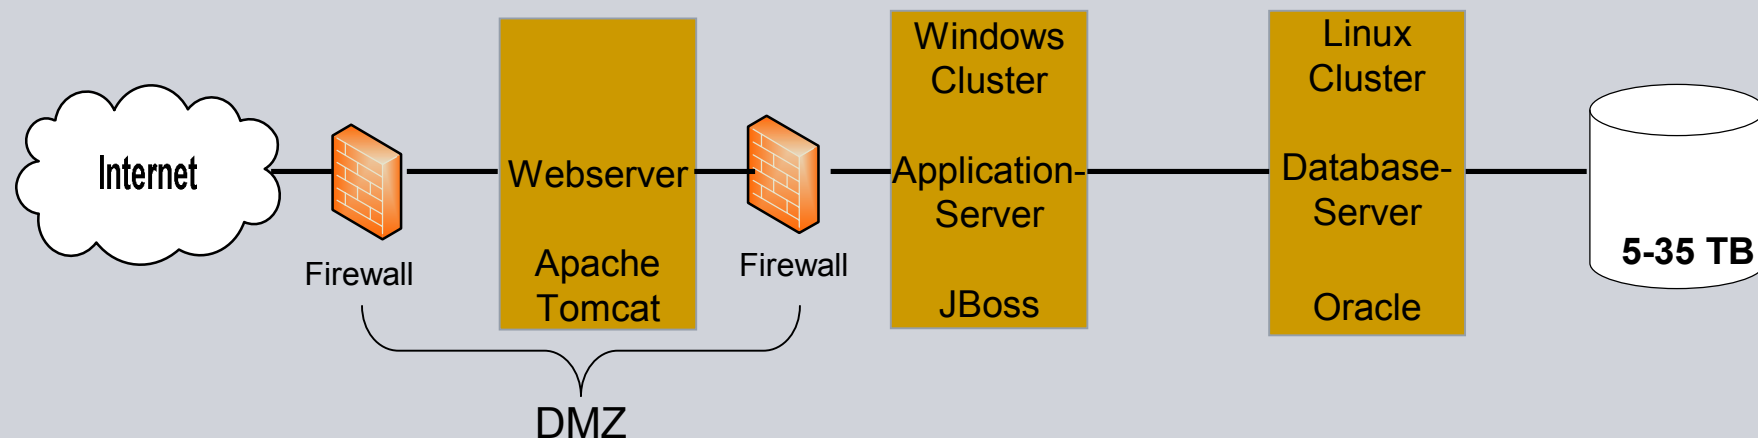 Internet
Firewall
Webserver
Apache
Tomcat
Firewall
DMZ
Windows
Cluster
Application-
Server
JBoss
Linux
Cluster
Database-
Server
Oracle
5-35 TB